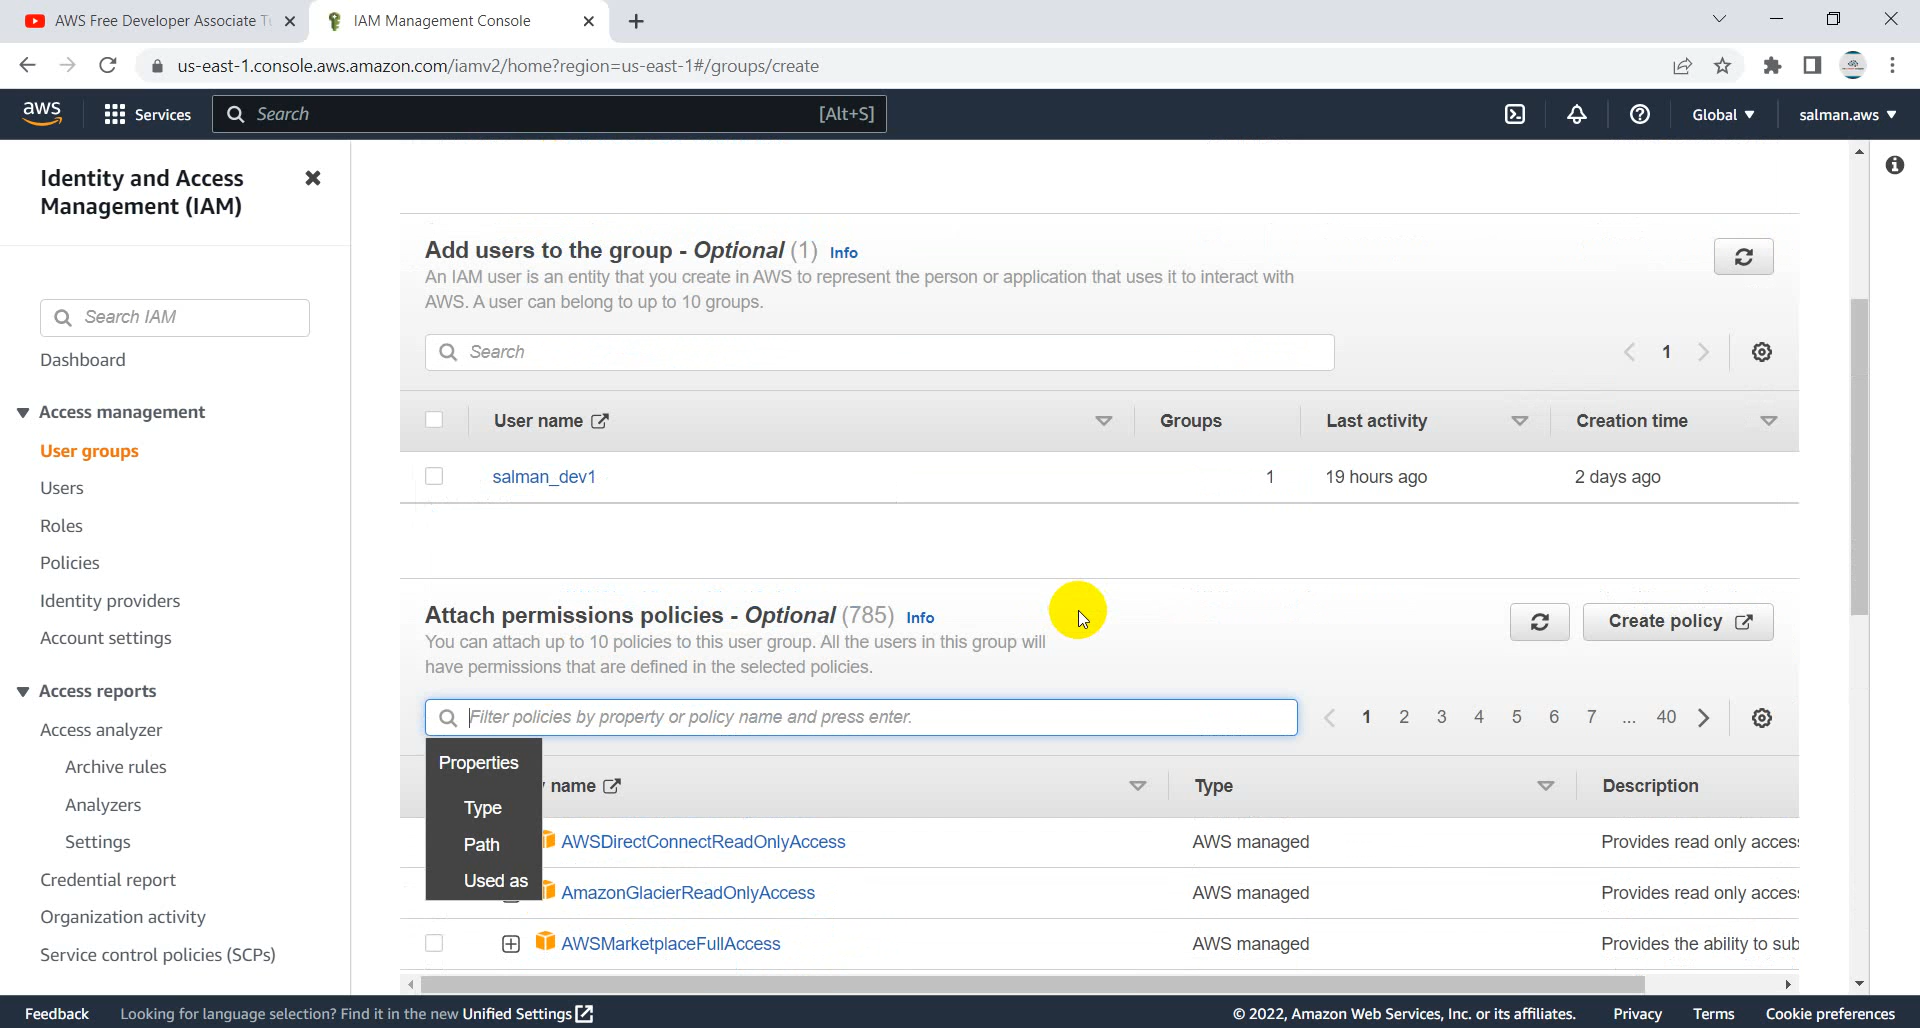 AWS Free Developer Associate Tu
IAM Management Console
us-east-1.console.aws.amazon.com/iamv2/home?region=us-east-1#/groups/create
aws
Services
Search
[Alt+S]
Global
salman.aws
Identity and Access
Management (IAM)
Search IAM
Dashboard
Access management
User groups
Users
Roles
Policies
Identity providers
Account settings
Access reports
Access analyzer
Archive rules
Analyzers
Settings
Credential report
Organization activity
Service control policies (SCPs)
Add users to the group - Optional (1) Info
An IAM user is an entity that you create in AWS to represent the person or application that uses it to interact with
AWS. A user can belong to up to 10 groups.
Search
1
User name Groups Last activity Creation time
salman_dev1 1 19 hours ago 2 days ago
Attach permissions policies - Optional (785) Info
You can attach up to 10 policies to this user group. All the users in this group will
have permissions that are defined in the selected policies.
Create policy
Filter policies by property or policy name and press enter.
1 2 3 4 5 6 7 ... 40
Properties
Type
Path
Used as
name Type Description
AWSDirectConnectReadOnlyAccess AWS managed Provides read only access
AmazonGlacierReadOnlyAccess AWS managed Provides read only access
AWSMarketplaceFullAccess AWS managed Provides the ability to sub
Feedback Looking for language selection? Find it in the new Unified Settings
© 2022, Amazon Web Services, Inc. or its affiliates. Privacy Terms Cookie preferences